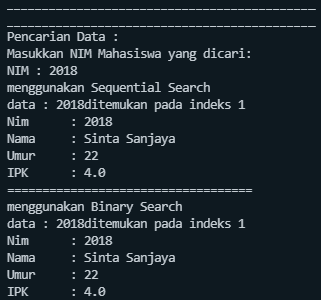 --------------------------------------------
--------------------------------------------
Pencarian Data :
Masukkan NIM Mahasiswa yang dicari:
NIM : 2018
menggunakan Sequential Search
data : 2018ditemukan pada indeks 1
Nim      : 2018
Nama     : Sinta Sanjaya
Umur     : 22
IPK      : 4.0
===================================
menggunakan Binary Search
data : 2018ditemukan pada indeks 1
Nim      : 2018
Nama     : Sinta Sanjaya
Umur     : 22
IPK      : 4.0